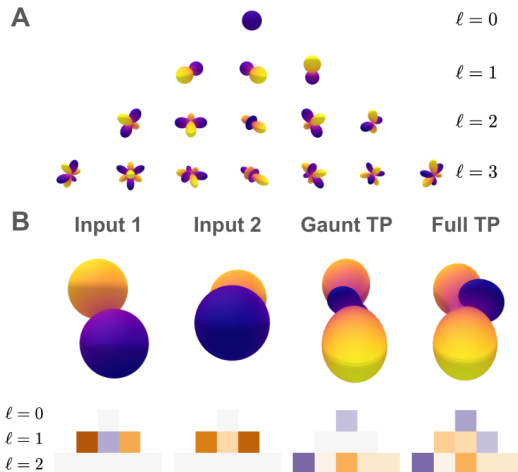 A
ℓ = 0
ℓ = 1
ℓ = 2
ℓ = 3
B
Input 1 Input 2 Gaunt TP Full TP
ℓ = 0
ℓ = 1
ℓ = 2